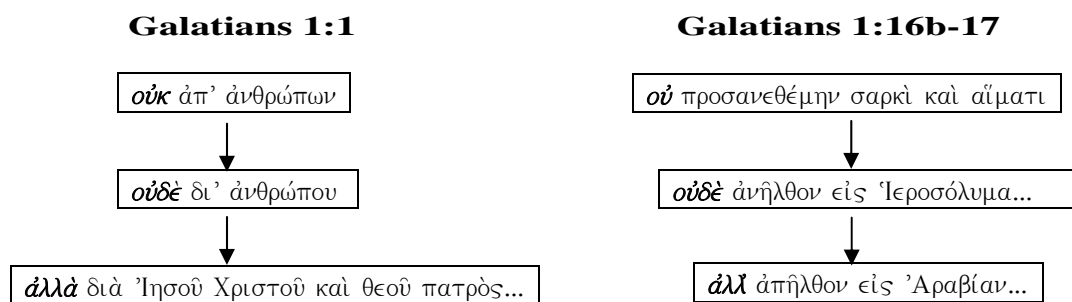 Galatians 1:1
οὐκ ἀπ’ ἀνθρώπων
οὐδὲ δι’ ἀνθρώπου
ἀλλὰ διὰ Ἰησοῦ Χριστοῦ καὶ θεοῦ πατρὸς...
Galatians 1:16b-17
οὐ προσανεθέμην σαρκὶ καὶ αἵματι
οὐδὲ ἀνῆλθον εἰς Ἱεροσόλυμα...
ἀλλ̓ ἀπῆλθον εἰς Ἀραβίαν...